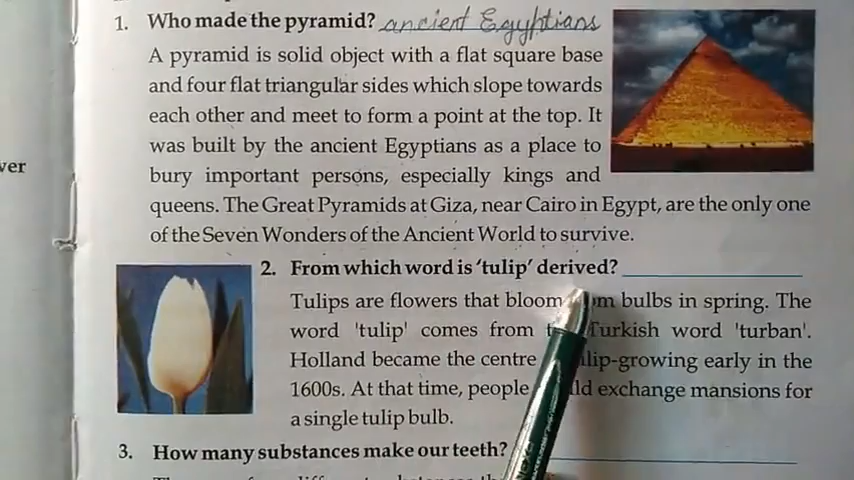 1. Who made the pyramid? ancient Egyptians
A pyramid is solid object with a flat square base
and four flat triangular sides which slope towards
each other and meet to form a point at the top. It
was built by the ancient Egyptians as a place to
bury important persons, especially kings and
queens. The Great Pyramids at Giza, near Cairo in Egypt, are the only one
of the Seven Wonders of the Ancient World to survive.
ver
2. From which word is 'tulip' derived?
Tulips are flowers that bloom bulbs in spring. The
word 'tulip' comes from Turkish word 'turban'.
Holland became the centre early in the
1600s. At that time, people exchange mansions for
a single tulip bulb.
3. How many substances make our teeth?